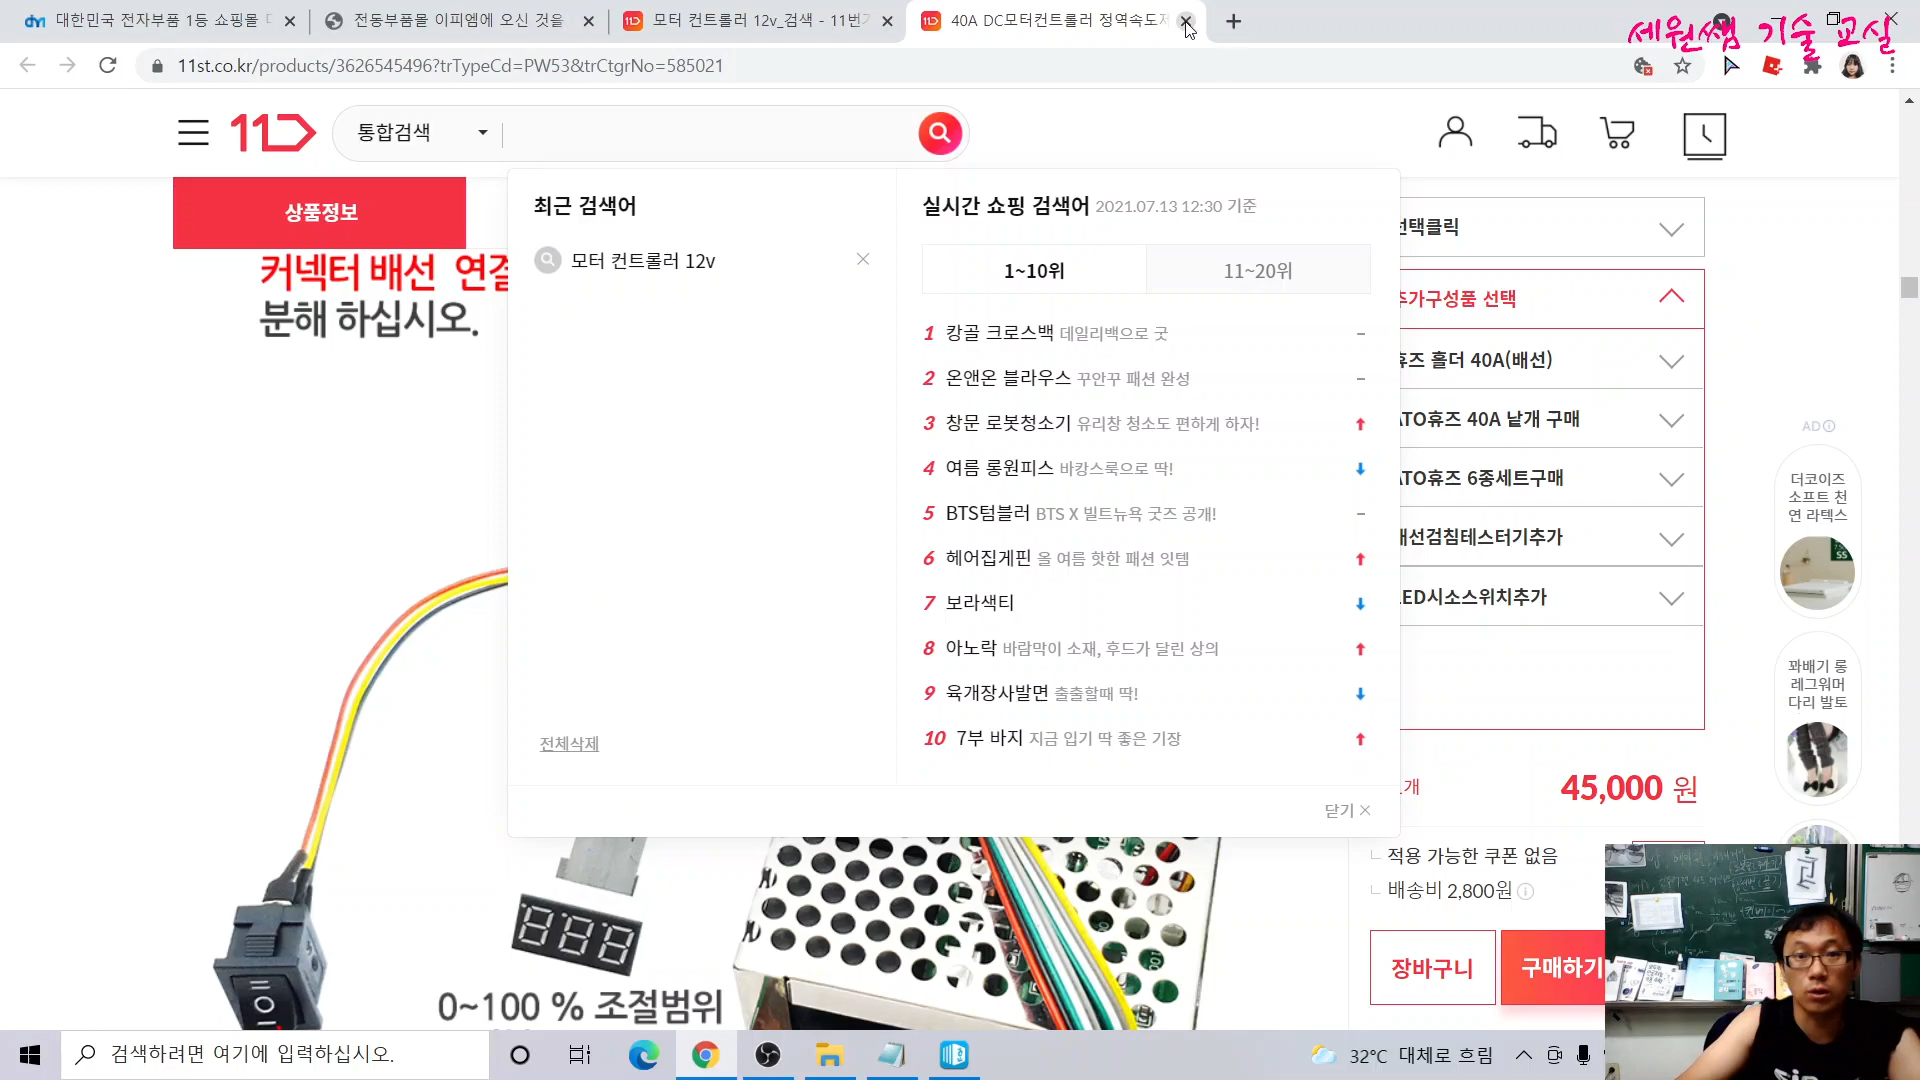 대한민국 전자부품 1등 쇼핑몰
전동부품몰 이피엠에 오신 것을
모터 컨트롤러 12v_검색 - 11번가
40A DC모터컨트롤러 정역속도제
세원쌤 기술 교실
11st.co.kr/products/3626545496?trTypeCd=PW53&trCtgrNo=585021
통합검색
상품정보
최근 검색어
실시간 쇼핑 검색어 2021.07.13 12:30 기준
선택클릭
모터 컨트롤러 12v
1~10위
11~20위
커넥터 배선 연결
분해 하십시오.
추가구성품 선택
1 캉골 크로스백 데일리백으로 굿
2 온앤온 블라우스 꾸안꾸 패션 완성
3 창문 로봇청소기 유리창 청소도 편하게 하자!
4 여름 롱원피스 바캉스룩으로 딱!
5 BTS텀블러 BTS X 빌트뉴욕 굿즈 공개!
6 헤어집게핀 올 여름 핫한 패션 잇템
7 보라색티
8 아노락 바람막이 소재, 후드가 달린 상의
9 육개장사발면 출출할때 딱!
10 7부 바지 지금 입기 딱 좋은 기장
휴즈 홀더 40A(배선)
ATO휴즈 40A 낱개 구매
ATO휴즈 6종세트구매
배선검침테스터기추가
LED시소스위치추가
AD
더코이즈
소프트 천
연 라텍스
꽈배기 롱
레그워머
다리 발토
전체삭제
닫기
개
45,000 원
적용 가능한 쿠폰 없음
배송비 2,800원
장바구니
구매하기
0~100 % 조절범위
검색하려면 여기에 입력하십시오.
32°C 대체로 흐림